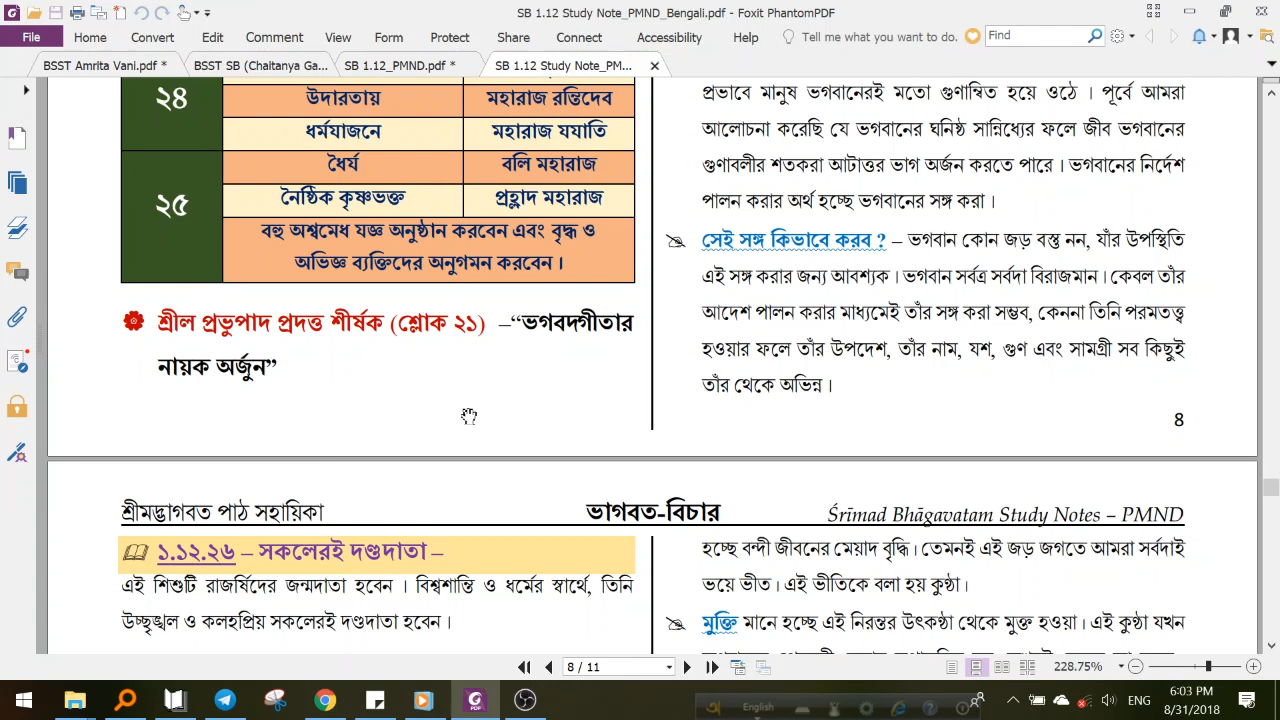 SB 1.12 Study Note_PMND_Bengali.pdf - Foxit PhantomPDF
File Home Convert Edit Comment View Form Protect Share Connect Accessibility Help Tell me what you want to do. Find
BSST Amrita Vani.pdf * BSST SB (Chaitanya Ga... SB 1.12_PMND.pdf * SB 1.12 Study Note_PM...
২৪
উদারতায় মহারাজ রন্তিদেব
ধর্মযাজনে মহারাজ যযাতি
২৫
ধৈর্য বলি মহারাজ
নৈষ্ঠিক কৃষ্ণভক্ত প্রহ্লাদ মহারাজ
বহু অশ্বমেধ যজ্ঞ অনুষ্ঠান করবেন এবং বৃদ্ধ ও
অভিজ্ঞ ব্যক্তিদের অনুগমন করবেন।
শ্রীল প্রভুপাদ প্রদত্ত শীর্ষক (শ্লোক ২১) –“ভগবদ্গীতার
নায়ক অর্জুন”
প্রভাবে মানুষ ভগবানেরই মতো গুণান্বিত হয়ে ওঠে । পূর্বে আমরা
আলোচনা করেছি যে ভগবানের ঘনিষ্ঠ সান্নিধ্যের ফলে জীব ভগবানের
গুণাবলীর শতকরা আটাত্তর ভাগ অর্জন করতে পারে। ভগবানের নির্দেশ
পালন করার অর্থ হচ্ছে ভগবানের সঙ্গ করা।
সেই সঙ্গ কিভাবে করব ? – ভগবান কোন জড় বস্তু নন, যাঁর উপস্থিতি
এই সঙ্গ করার জন্য আবশ্যক। ভগবান সর্বত্র সর্বদা বিরাজমান। কেবল তাঁর
আদেশ পালন করার মাধ্যমেই তাঁর সঙ্গ করা সম্ভব, কেননা তিনি পরমতত্ত্ব
হওয়ার ফলে তাঁর উপদেশ, তাঁর নাম, যশ, গুণ এবং সামগ্রী সব কিছুই
তাঁর থেকে অভিন্ন।
8
শ্রীমদ্ভাগবত পাঠ সহায়িকা ভাগবত-বিচার Śrīmad Bhāgavatam Study Notes – PMND
১.১২.২৬ – সকলেরই দণ্ডদাতা –
এই শিশুটি রাজর্ষিদের জন্মদাতা হবেন । বিশ্বশান্তি ও ধর্মের স্বার্থে, তিনি
উচ্ছৃঙ্খল ও কলহপ্রিয় সকলেরই দণ্ডদাতা হবেন।
হচ্ছে বন্দী জীবনের মেয়াদ বৃদ্ধি। তেমনই এই জড় জগতে আমরা সর্বদাই
ভয়ে ভীত। এই ভীতিকে বলা হয় কুণ্ঠা।
মুক্তি মানে হচ্ছে এই নিরন্তর উৎকণ্ঠা থেকে মুক্ত হওয়া। এই কুণ্ঠা যখন
8 / 11 228.75%
English
ENG 6:03 PM
8/31/2018